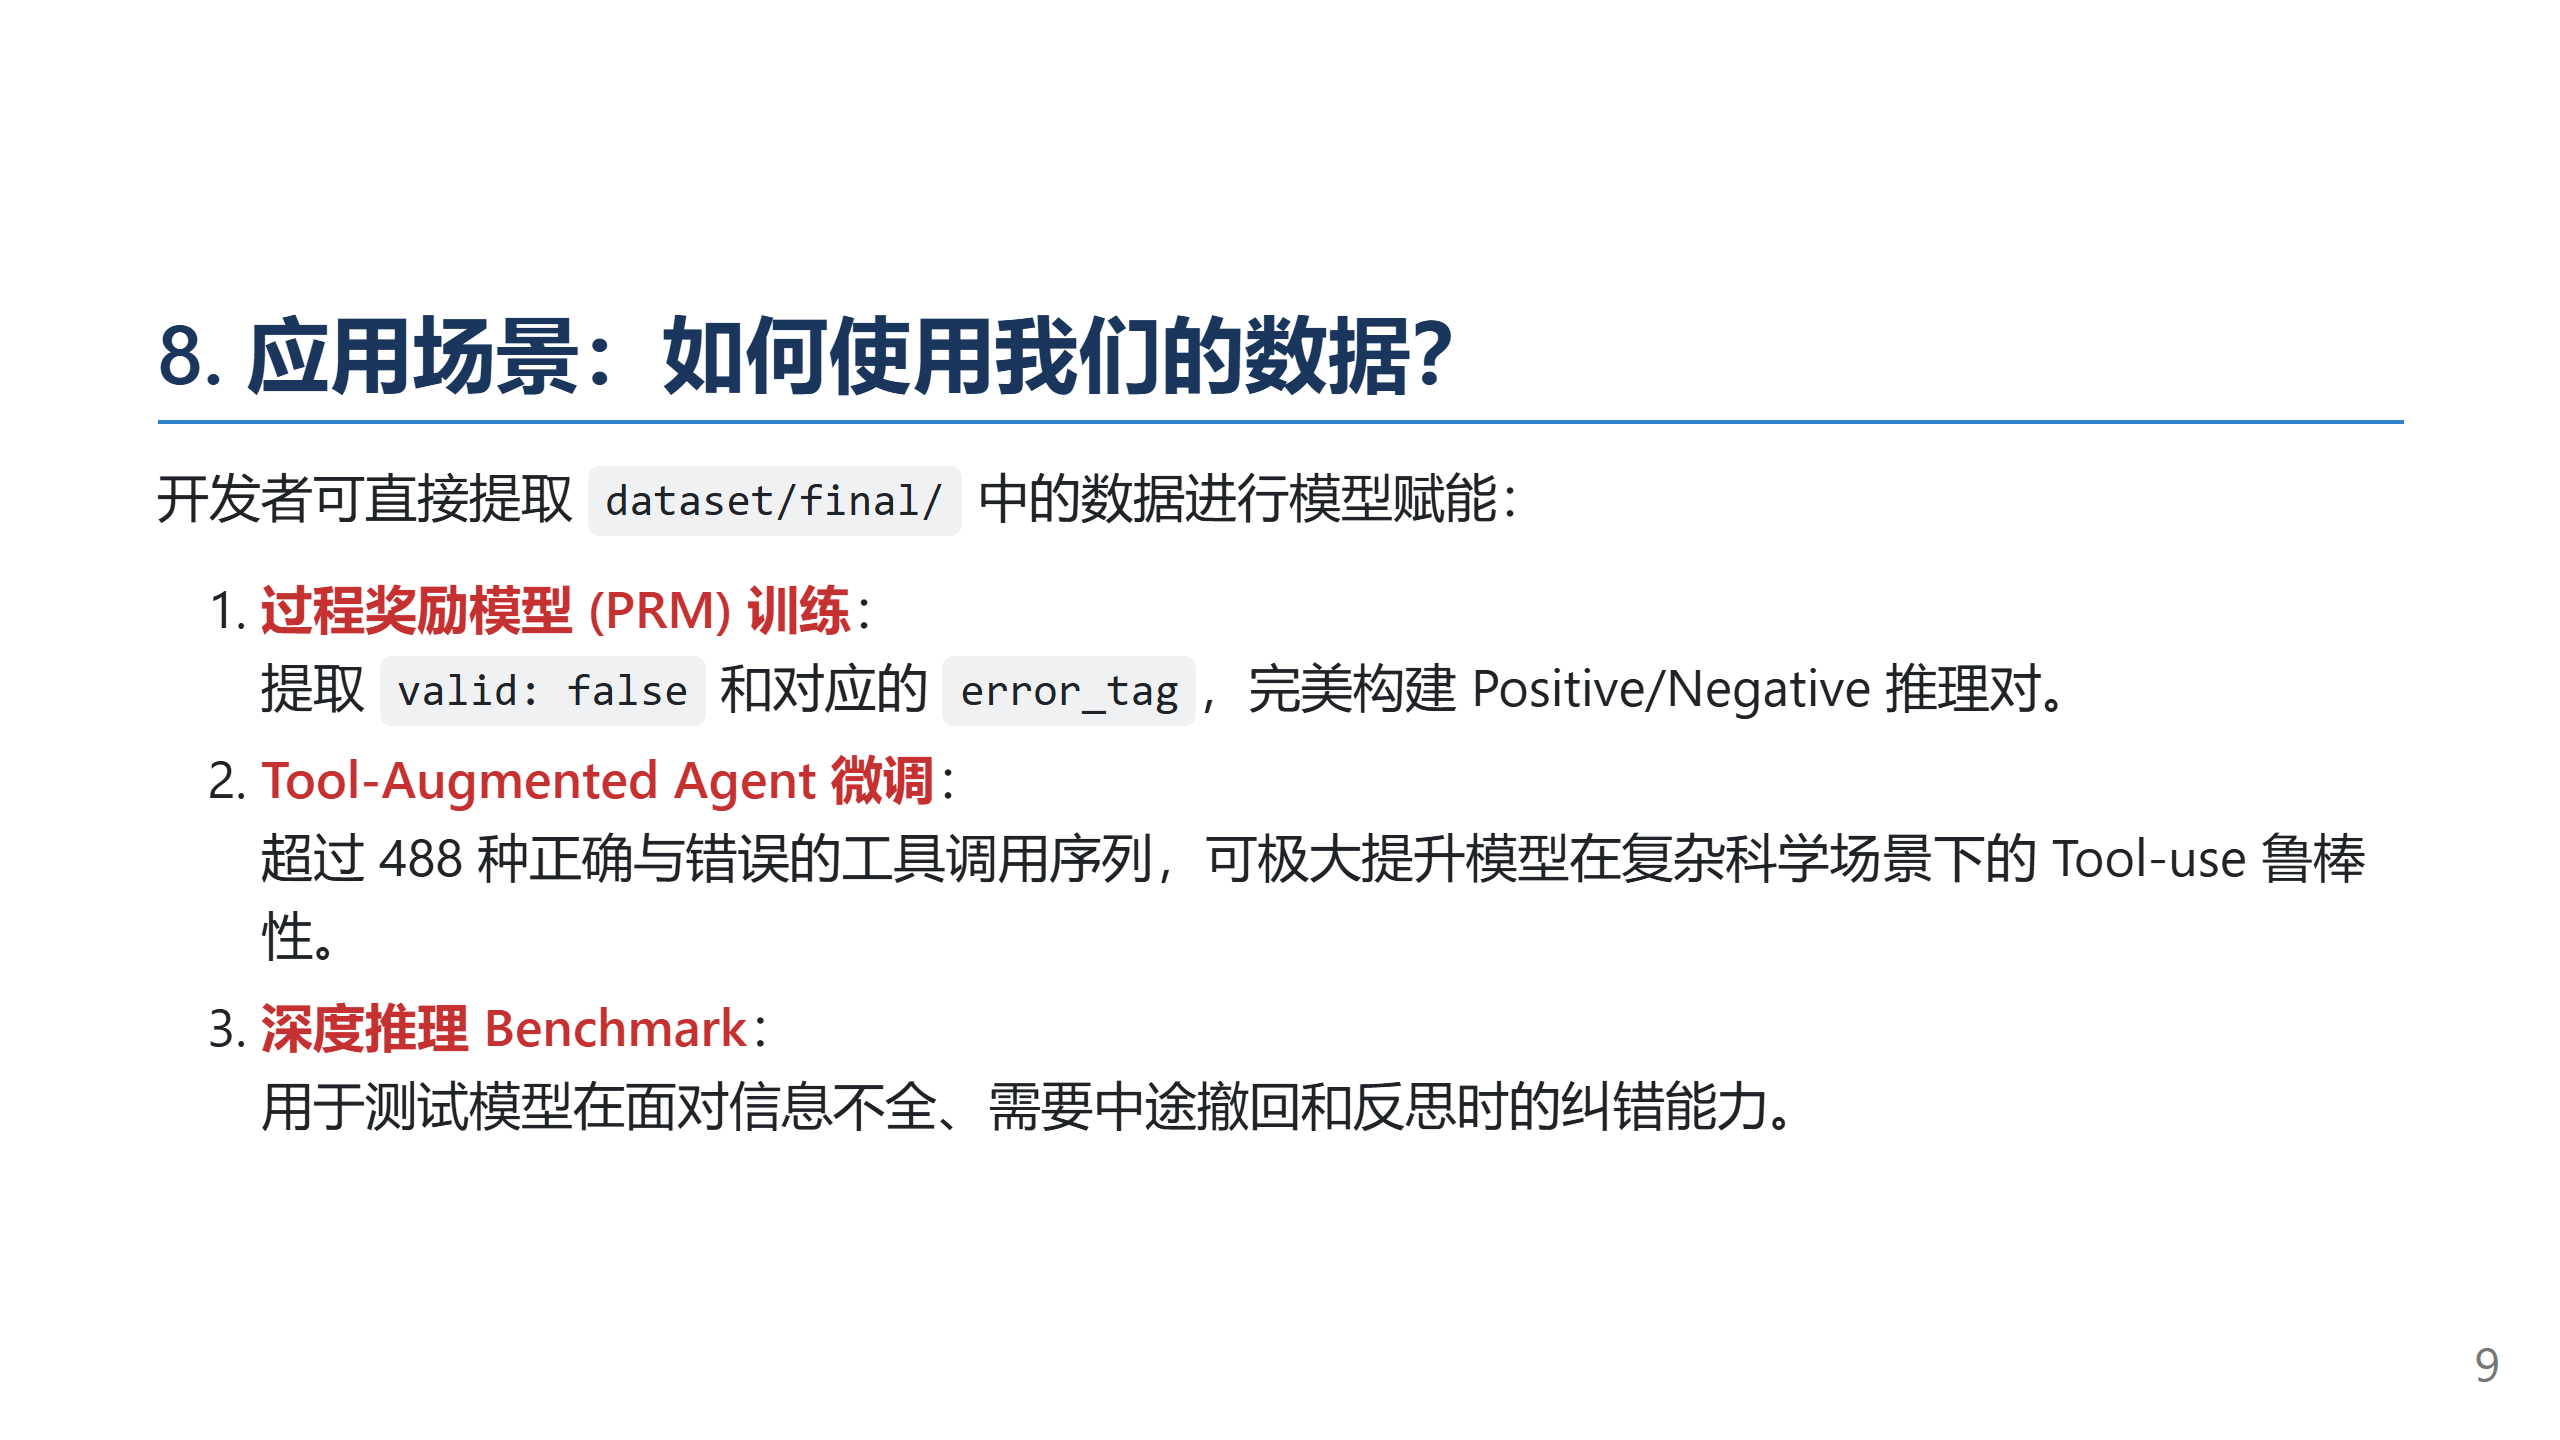 8. 应用场景：如何使用我们的数据？
开发者可直接提取 dataset/final/ 中的数据进行模型赋能：
1. 过程奖励模型 (PRM) 训练：
提取 valid: false 和对应的 error_tag，完美构建 Positive/Negative 推理对。
2. Tool-Augmented Agent 微调：
超过 488 种正确与错误的工具调用序列，可极大提升模型在复杂科学场景下的 Tool-use 鲁棒
性。
3. 深度推理 Benchmark：
用于测试模型在面对信息不全、需要中途撤回和反思时的纠错能力。
9